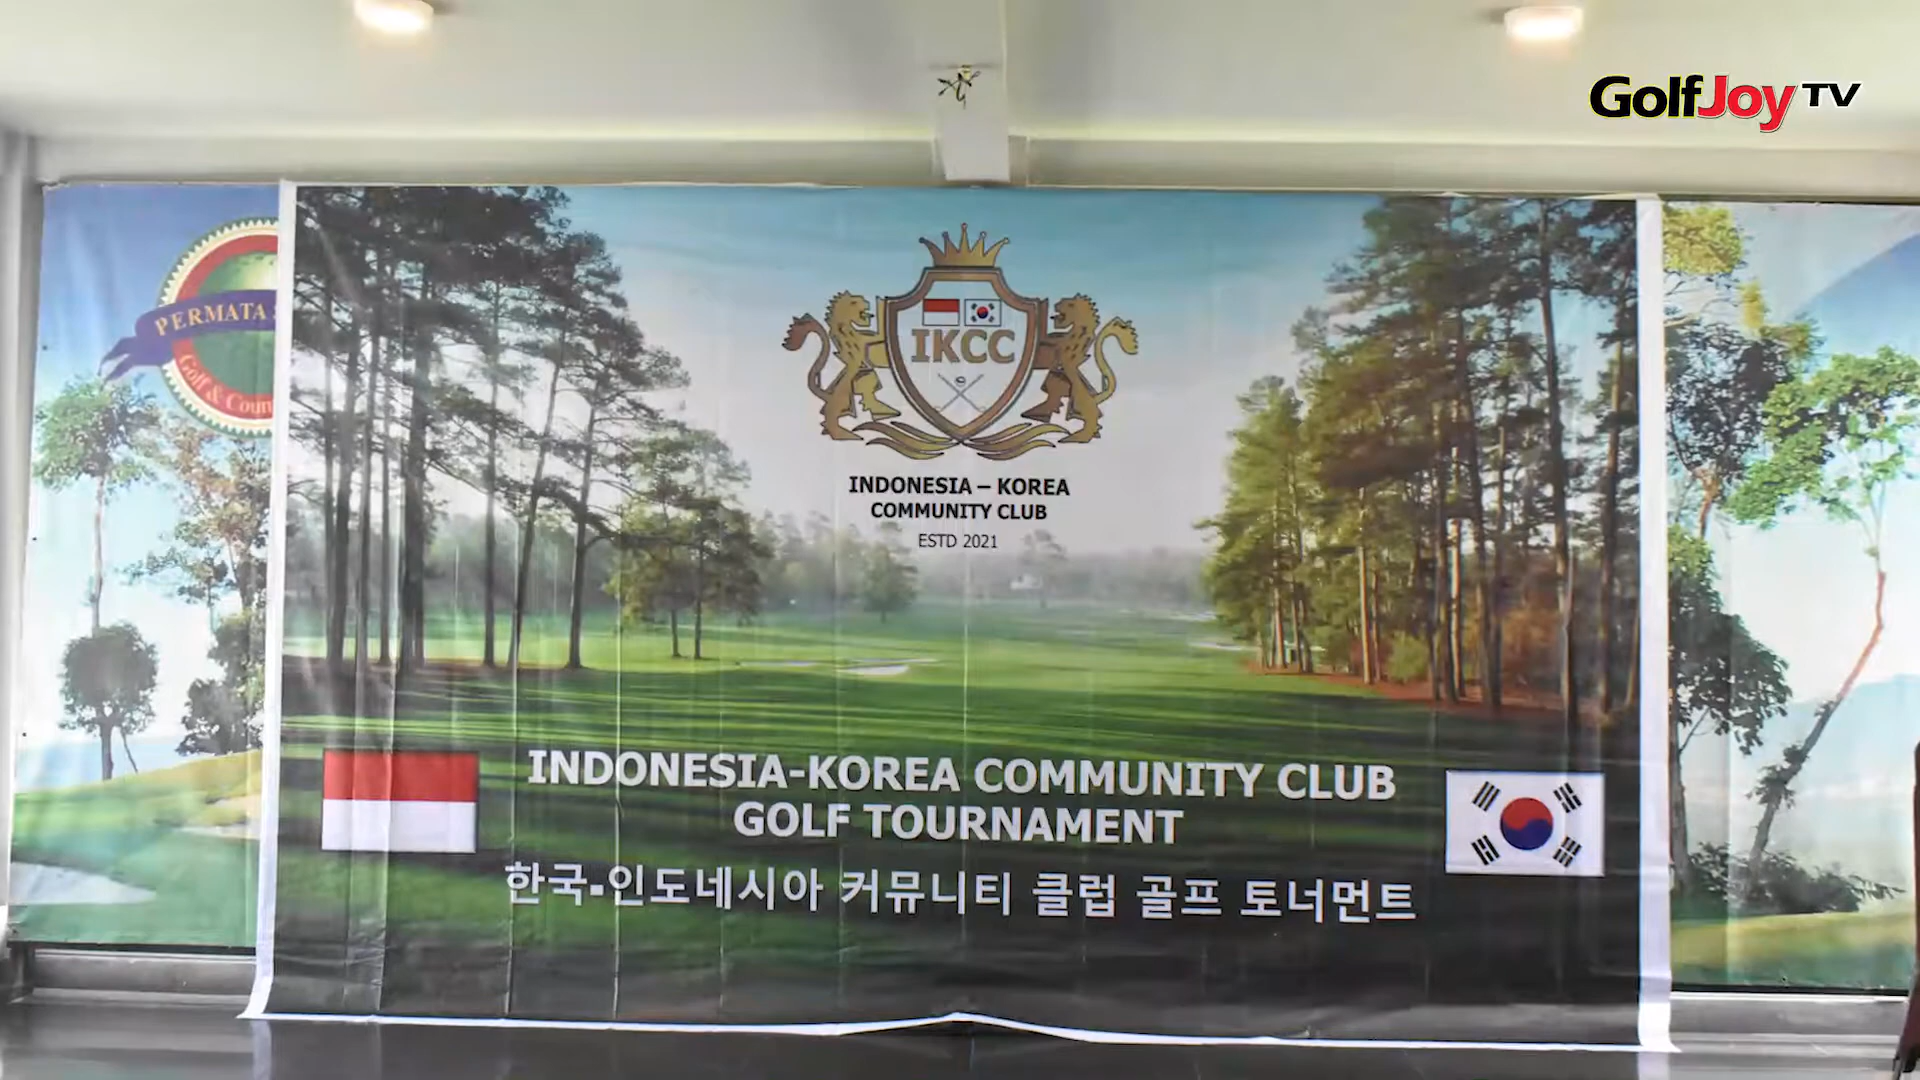 GolfJoy TV
PERMATA
Golf &
IKCC
INDONESIA – KOREA
COMMUNITY CLUB
ESTD 2021
INDONESIA-KOREA COMMUNITY CLUB
GOLF TOURNAMENT
한국▪인도네시아 커뮤니티 클럽 골프 토너먼트